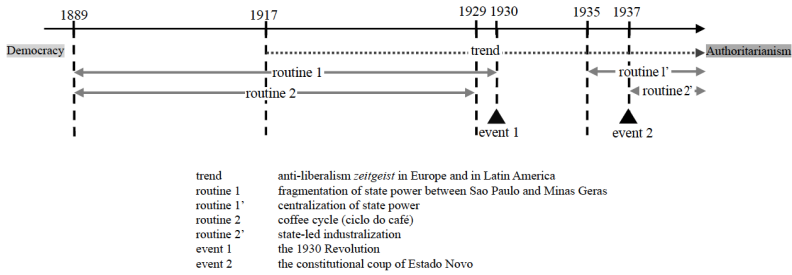 1889 1917 1929 1930 1935 1937
Democracy trend Authoritarianism
routine 1 routine 1’
routine 2 routine 2’
event 1 event 2
trend anti-liberalism zeitgeist in Europe and in Latin America
routine 1 fragmentation of state power between Sao Paulo and Minas Geras
routine 1’ centralization of state power
routine 2 coffee cycle (ciclo do café)
routine 2’ state-led industralization
event 1 the 1930 Revolution
event 2 the constitutional coup of Estado Novo